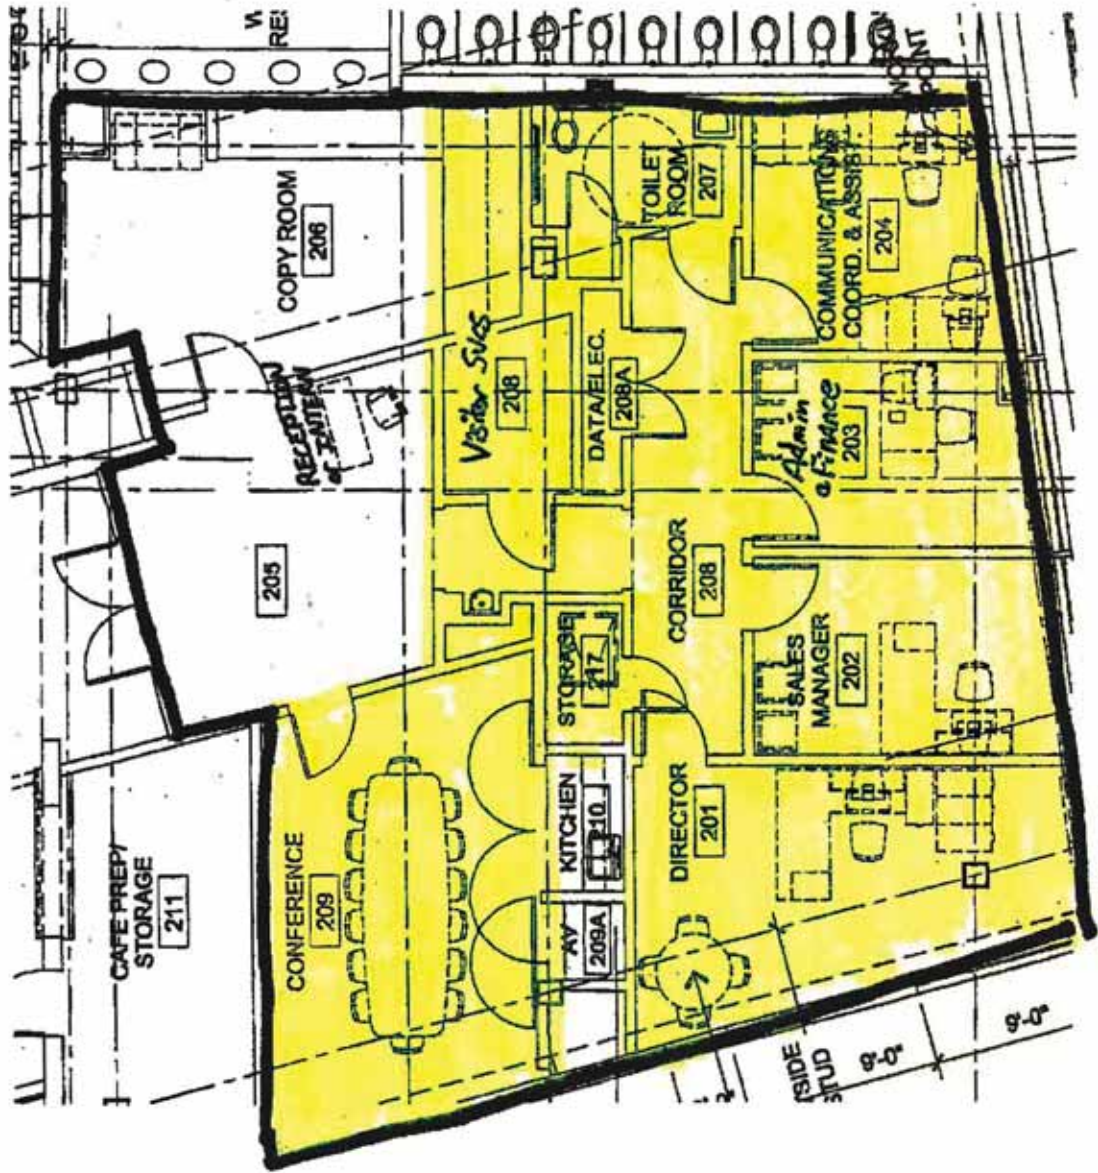 RES
COPY ROOM
206
RECEPTION
& INTERN
205
Visitor Svcs
208
DATA/ELEC.
208A
TOILET
ROOM
207
COMMUNICATIONS
COORD. & ASSIST.
204
Admin
& Finance
203
CORRIDOR
208
STORAGE
217
SALES
MANAGER
202
CAFE PREP/
STORAGE
211
CONFERENCE
209
KITCHEN
210
AV
209A
DIRECTOR
201
9'-0"
9'-0"